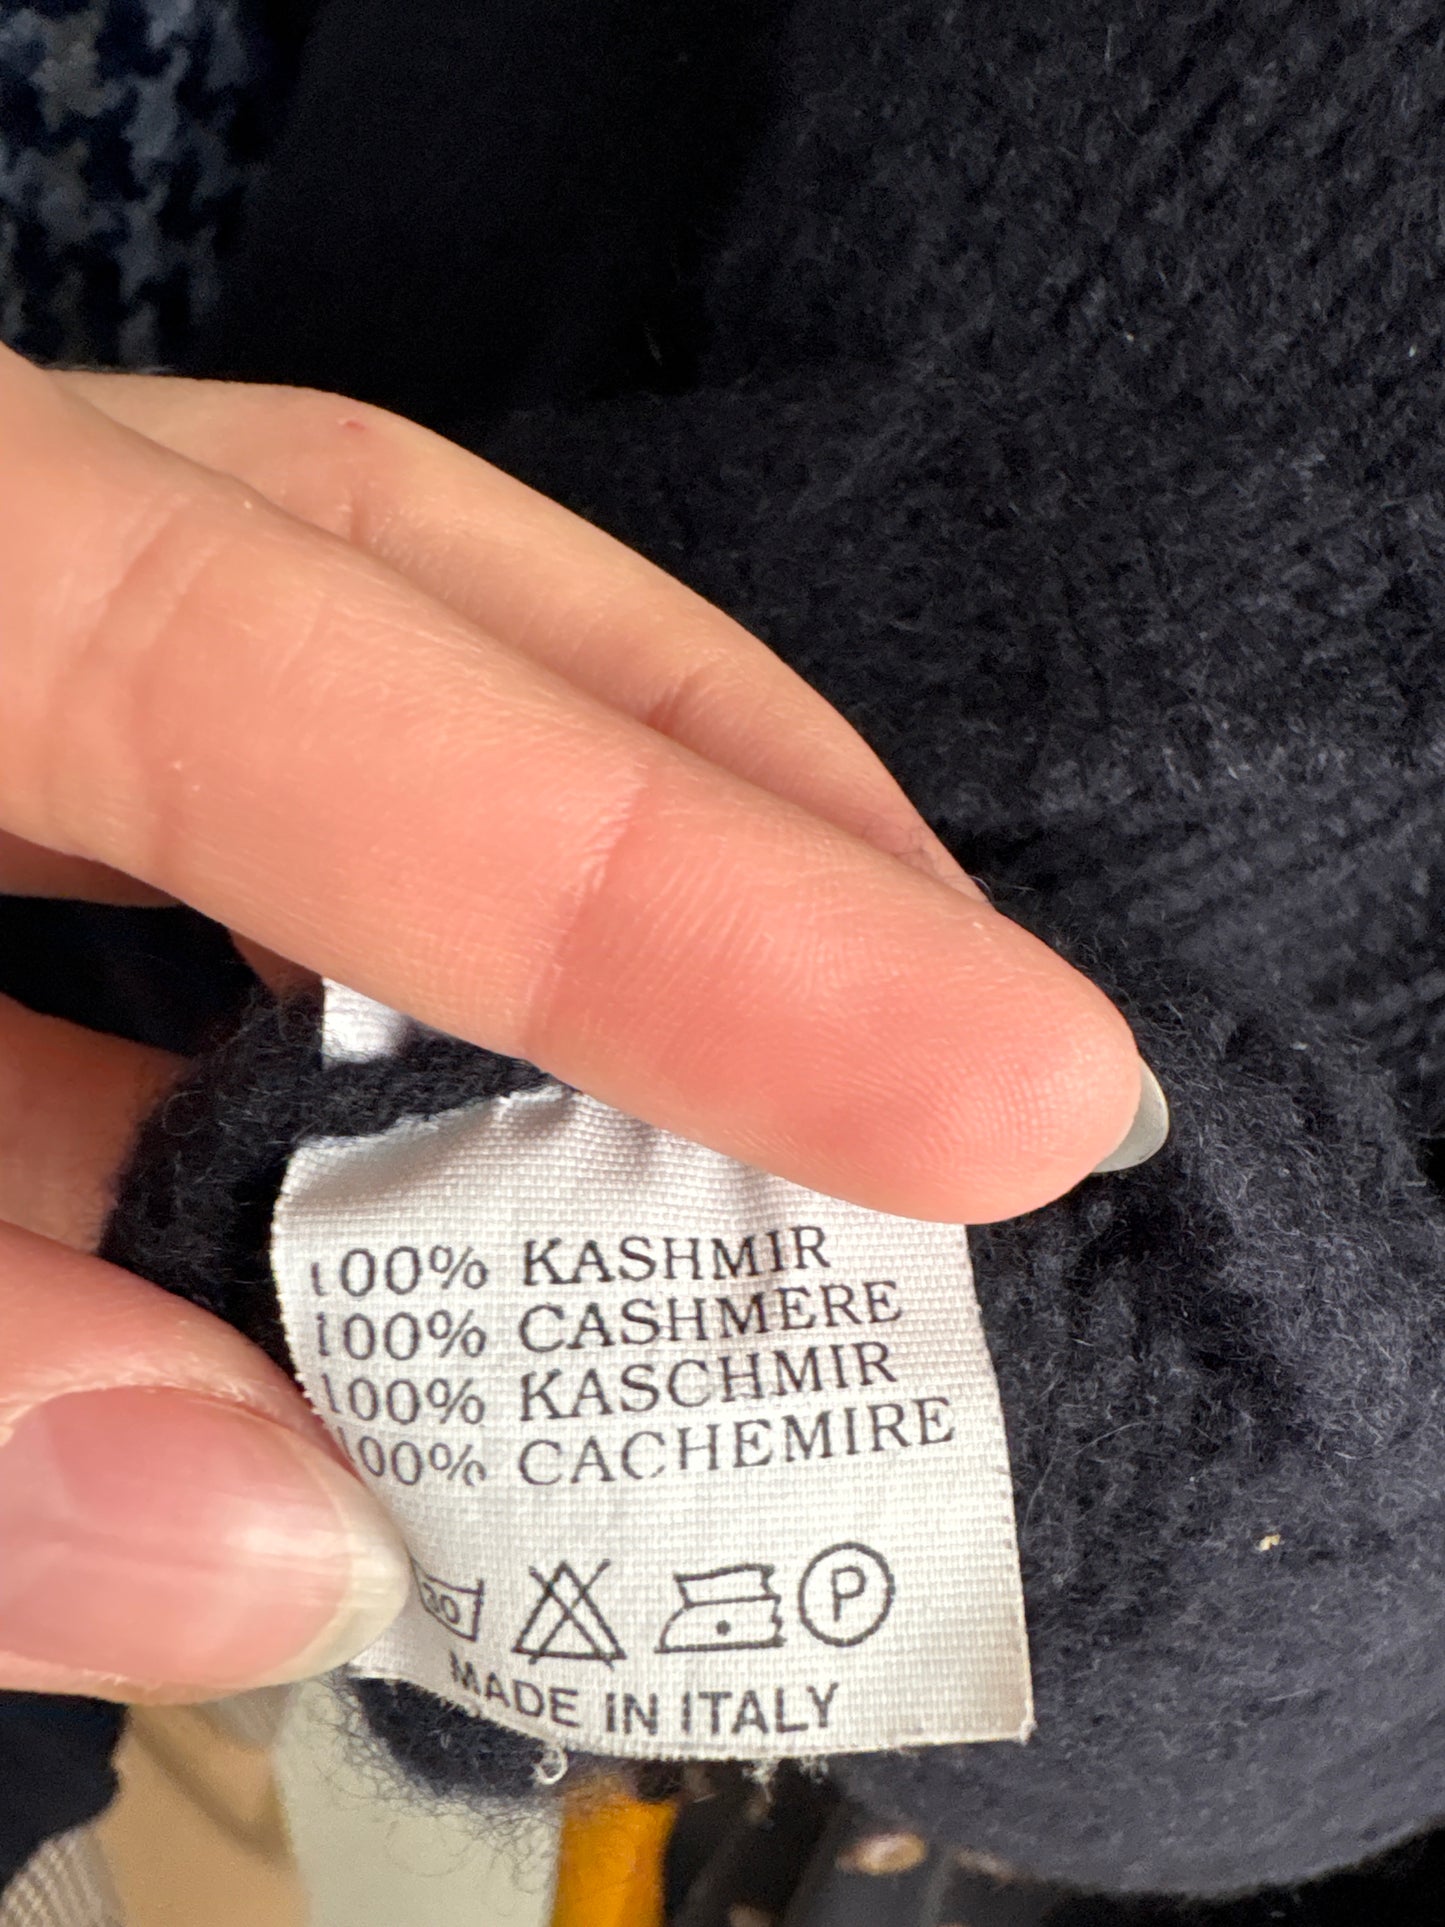 100% KASHMIR
100% CASHMERE
100% KASCHMIR
100% CACHEMIRE
30 P
MADE IN ITALY